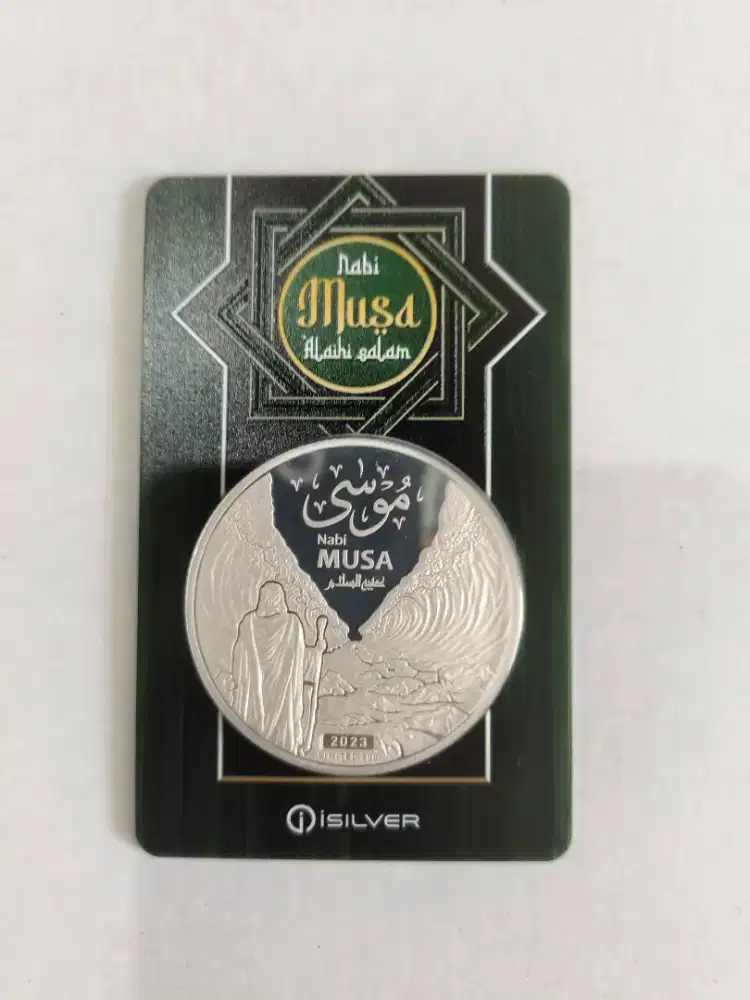 Nabi
Musa
'Alaihi salam
مُوسَى
Nabi
MUSA
عليه السلام
2023
iSILVER